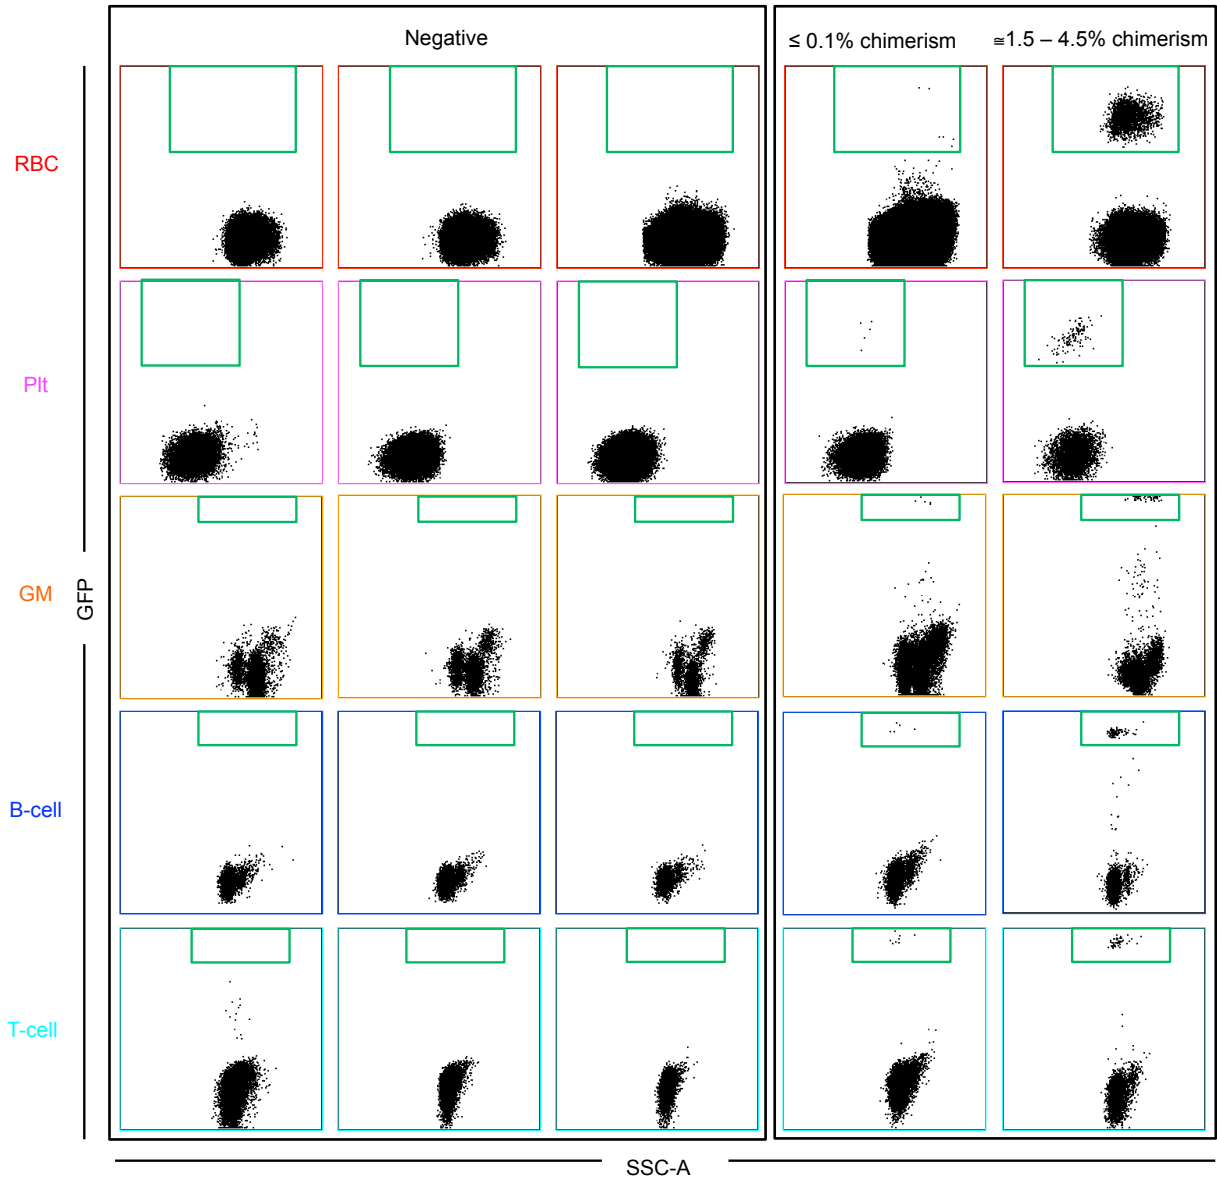 Negative
≤ 0.1% chimerism
≅1.5 – 4.5% chimerism
RBC
Plt
GM
GFP
B-cell
T-cell
SSC-A